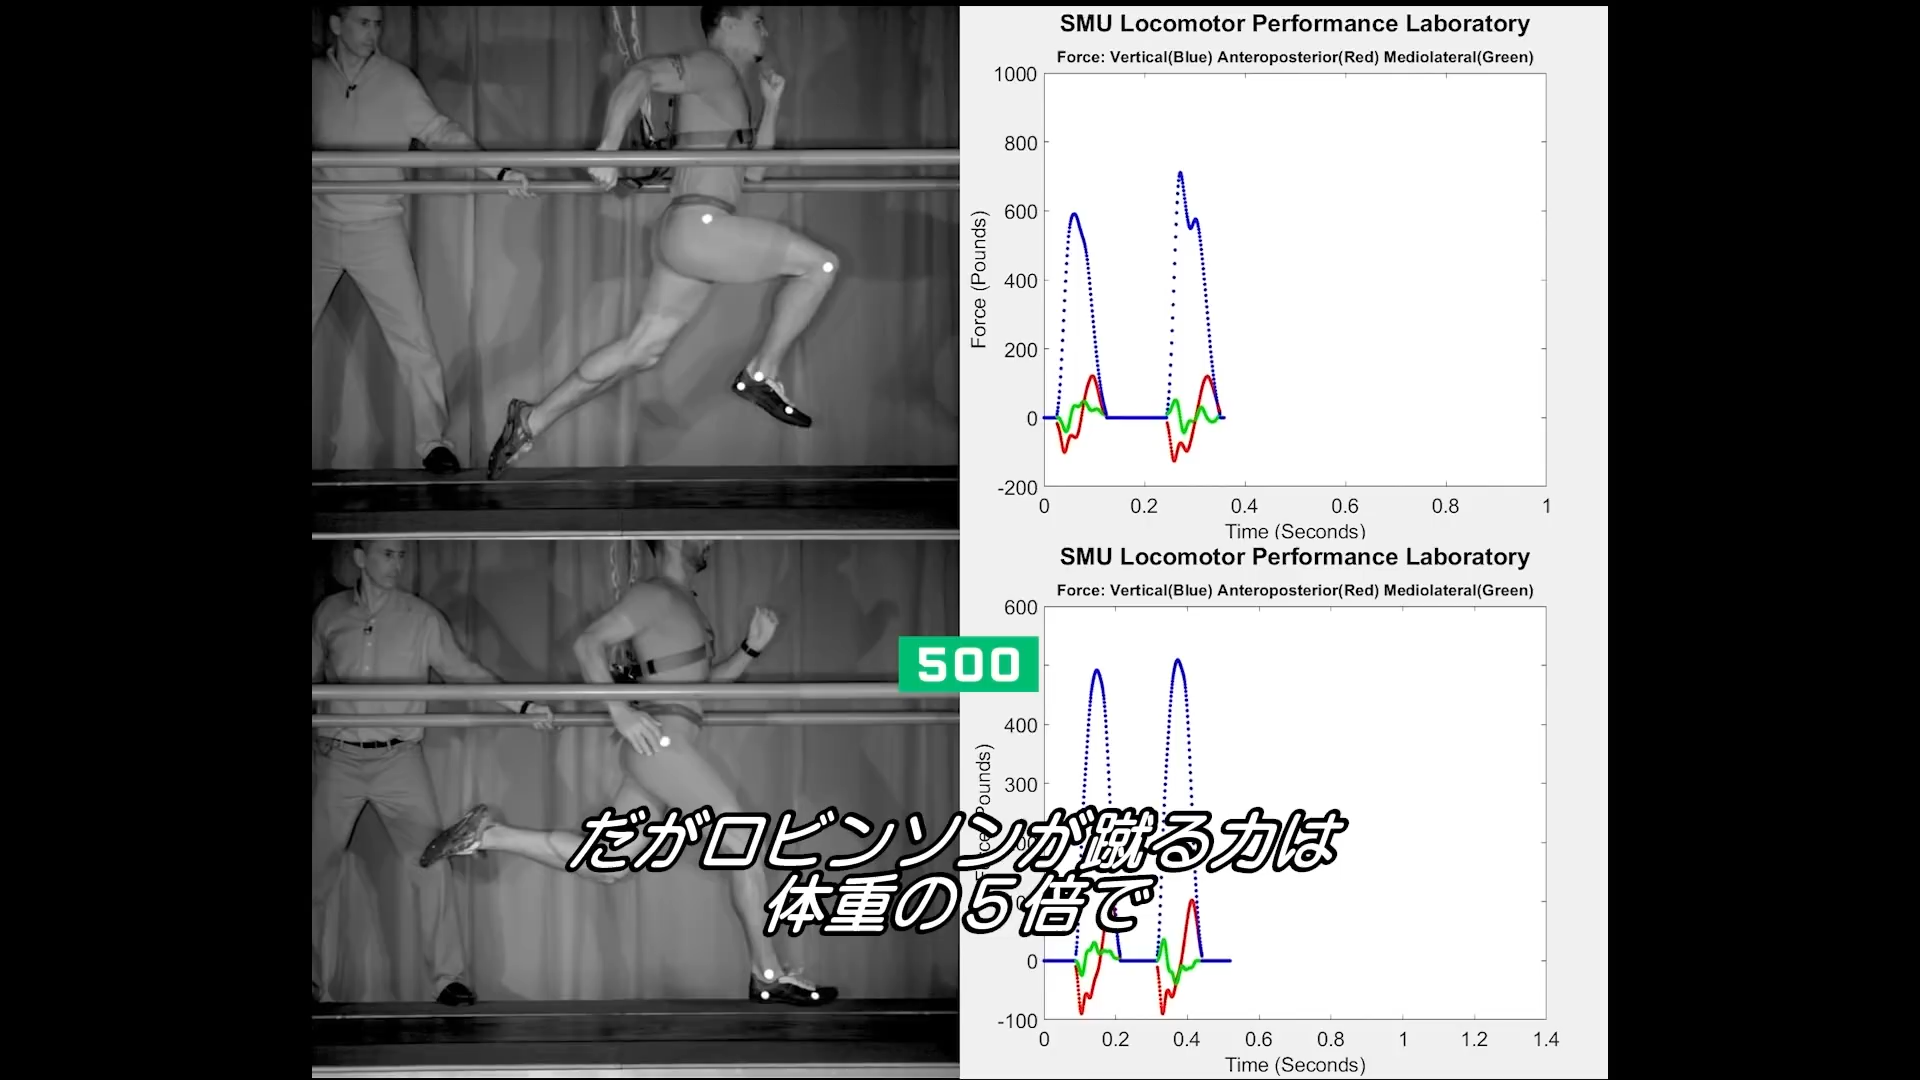 SMU Locomotor Performance Laboratory
Force: Vertical(Blue) Anteroposterior(Red) Mediolateral(Green)
1000
800
600
400
200
0
-200
Force (Pounds)
0 0.2 0.4 0.6 0.8 1
Time (Seconds)
SMU Locomotor Performance Laboratory
Force: Vertical(Blue) Anteroposterior(Red) Mediolateral(Green)
600
500
400
300
0
-100
Pounds)
0 0.2 0.4 0.6 0.8 1 1.2 1.4
Time (Seconds)
だがロビンソンが蹴る力は
体重の5倍で